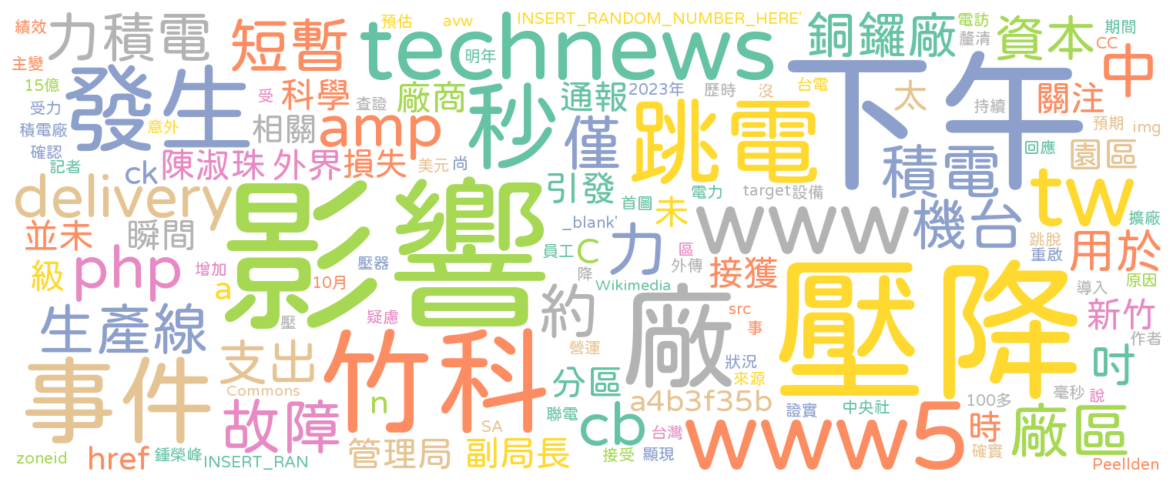 績效
力積電
短暫
預估
avw
INSERT_RANDOM_NUMBER_HERE'
銅鑼廠
電訪
釐清
資本
期間
CC
中
主變
發生
technews
明年
下午
15億
科學
廠商
秒
通報
2023年
歷時
沒
台電
太
關注
受力
意外
受
查證
amp
僅
跳電
持續
預期
img
積電廠
相關
確認
記者
陳淑珠
外界
損失
美元
尚
積電
回應
園區
ck
delivery
引發
電力
target
設備
tw
影響
首圖
未
www
機台
擴廠
_blank'
並未
瞬間
員工
c
力
區
跳脫
重啟
用於
php
增加
壓器
降
外傳
接獲
級
a
10月
Wikimedia
原因
約
廠
壓降
導入
src
新竹
生產線
疑慮
壓
事
作者
支出
竹科
營運
狀況
吋
事件
分區
來源
毫秒
說
Commons
n
a4b3f35b
100多
故障
聯電
cb
證實
中央社
www5
時
廠區
SA
台灣
zoneid
href
鍾榮峰
INSERT_RAN
管理局
副局長
接受
顯現
確實
Peellden